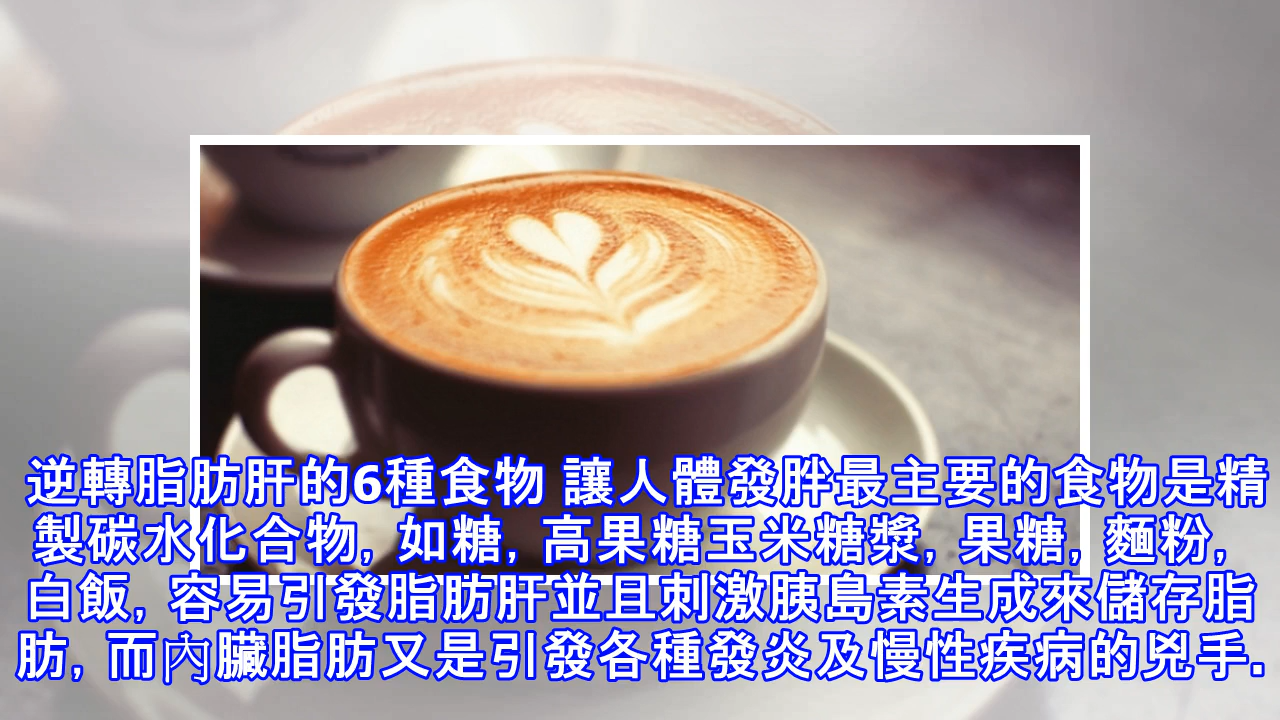 逆轉脂肪肝的6種食物 讓人體發胖最主要的食物是精
製碳水化合物, 如糖, 高果糖玉米糖漿, 果糖, 麵粉,
白飯, 容易引發脂肪肝並且刺激胰島素生成來儲存脂
肪, 而內臟脂肪又是引發各種發炎及慢性疾病的兇手.